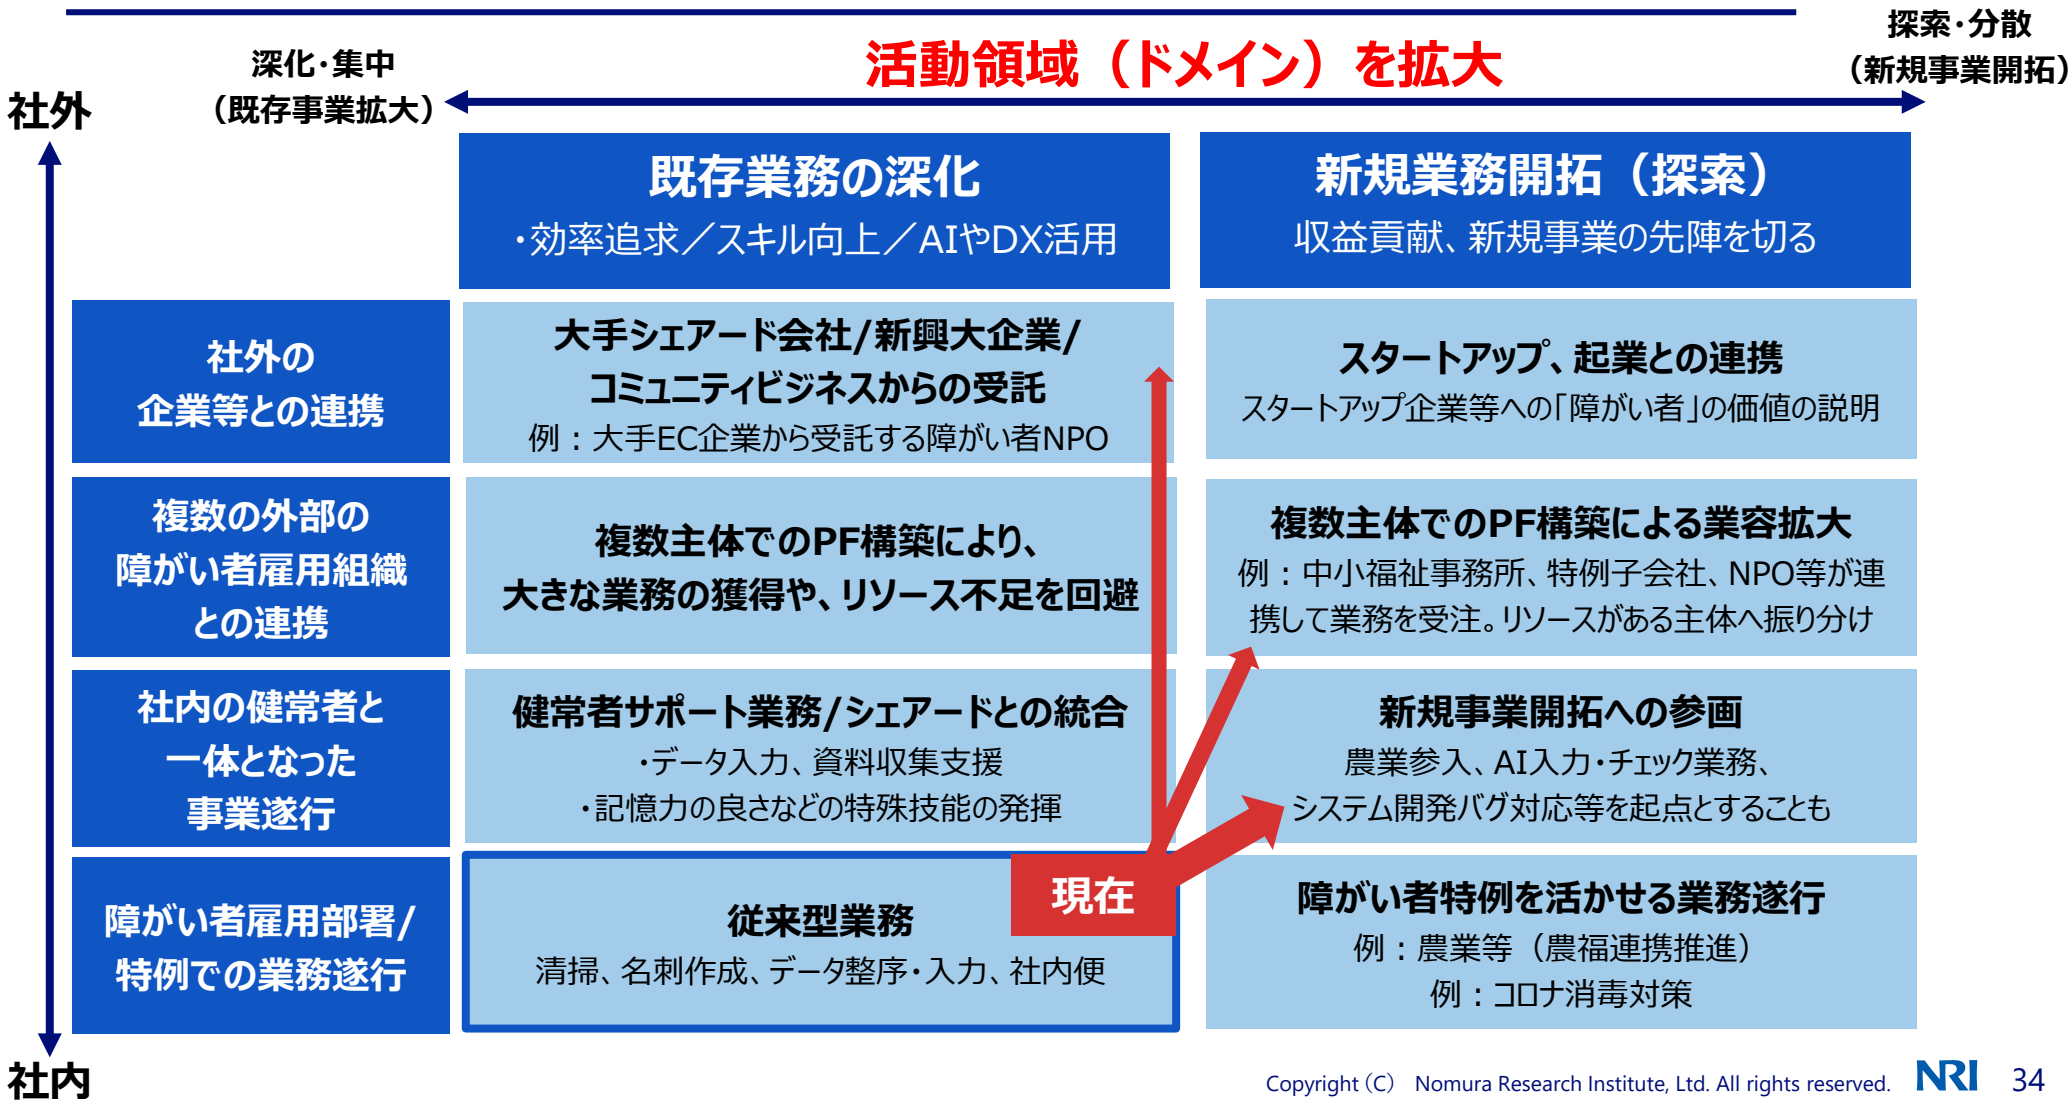 探索・分散
（新規事業開拓）
深化・集中
（既存事業拡大）
活動領域（ドメイン）を拡大
社外
既存業務の深化
・効率追求／スキル向上／AIやDX活用
新規業務開拓（探索）
収益貢献、新規事業の先陣を切る
社外の
企業等との連携
大手シェアード会社/新興大企業/
コミュニティビジネスからの受託
例：大手EC企業から受託する障がい者NPO
スタートアップ、起業との連携
スタートアップ企業等への「障がい者」の価値の説明
複数の外部の
障がい者雇用組織
との連携
複数主体でのPF構築により、
大きな業務の獲得や、リソース不足を回避
複数主体でのPF構築による業容拡大
例：中小福祉事務所、特例子会社、NPO等が連
携して業務を受注。リソースがある主体へ振り分け
社内の健常者と
一体となった
事業遂行
健常者サポート業務/シェアードとの統合
・データ入力、資料収集支援
・記憶力の良さなどの特殊技能の発揮
新規事業開拓への参画
農業参入、AI入力・チェック業務、
システム開発バグ対応等を起点とすることも
障がい者雇用部署/
特例での業務遂行
現在
従来型業務
清掃、名刺作成、データ整序・入力、社内便
障がい者特例を活かせる業務遂行
例：農業等（農福連携推進）
例：コロナ消毒対策
社内
Copyright（C） Nomura Research Institute, Ltd. All rights reserved.
NRI
34